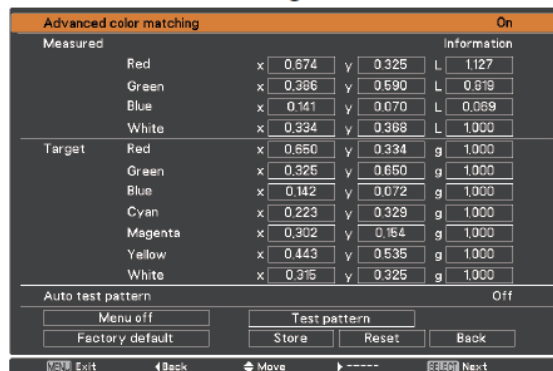 Advanced color matching On
Measured Information
Red x 0.674 y 0.325 L 1.127
Green x 0.386 y 0.590 L 0.819
Blue x 0.141 y 0.070 L 0.069
White x 0.334 y 0.368 L 1.000
Target Red x 0.650 y 0.334 g 1.000
Green x 0.325 y 0.650 g 1.000
Blue x 0.142 y 0.072 g 1.000
Cyan x 0.223 y 0.329 g 1.000
Magenta x 0.302 y 0.154 g 1.000
Yellow x 0.443 y 0.535 g 1.000
White x 0.315 y 0.325 g 1.000
Auto test pattern Off
Menu off Test pattern
Factory default Store Reset Back
MENU Exit ◀Back ◆Move ▶----- SELECT Next